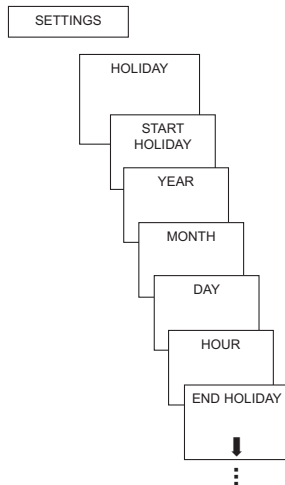 SETTINGS
HOLIDAY
START
HOLIDAY
YEAR
MONTH
DAY
HOUR
END HOLIDAY